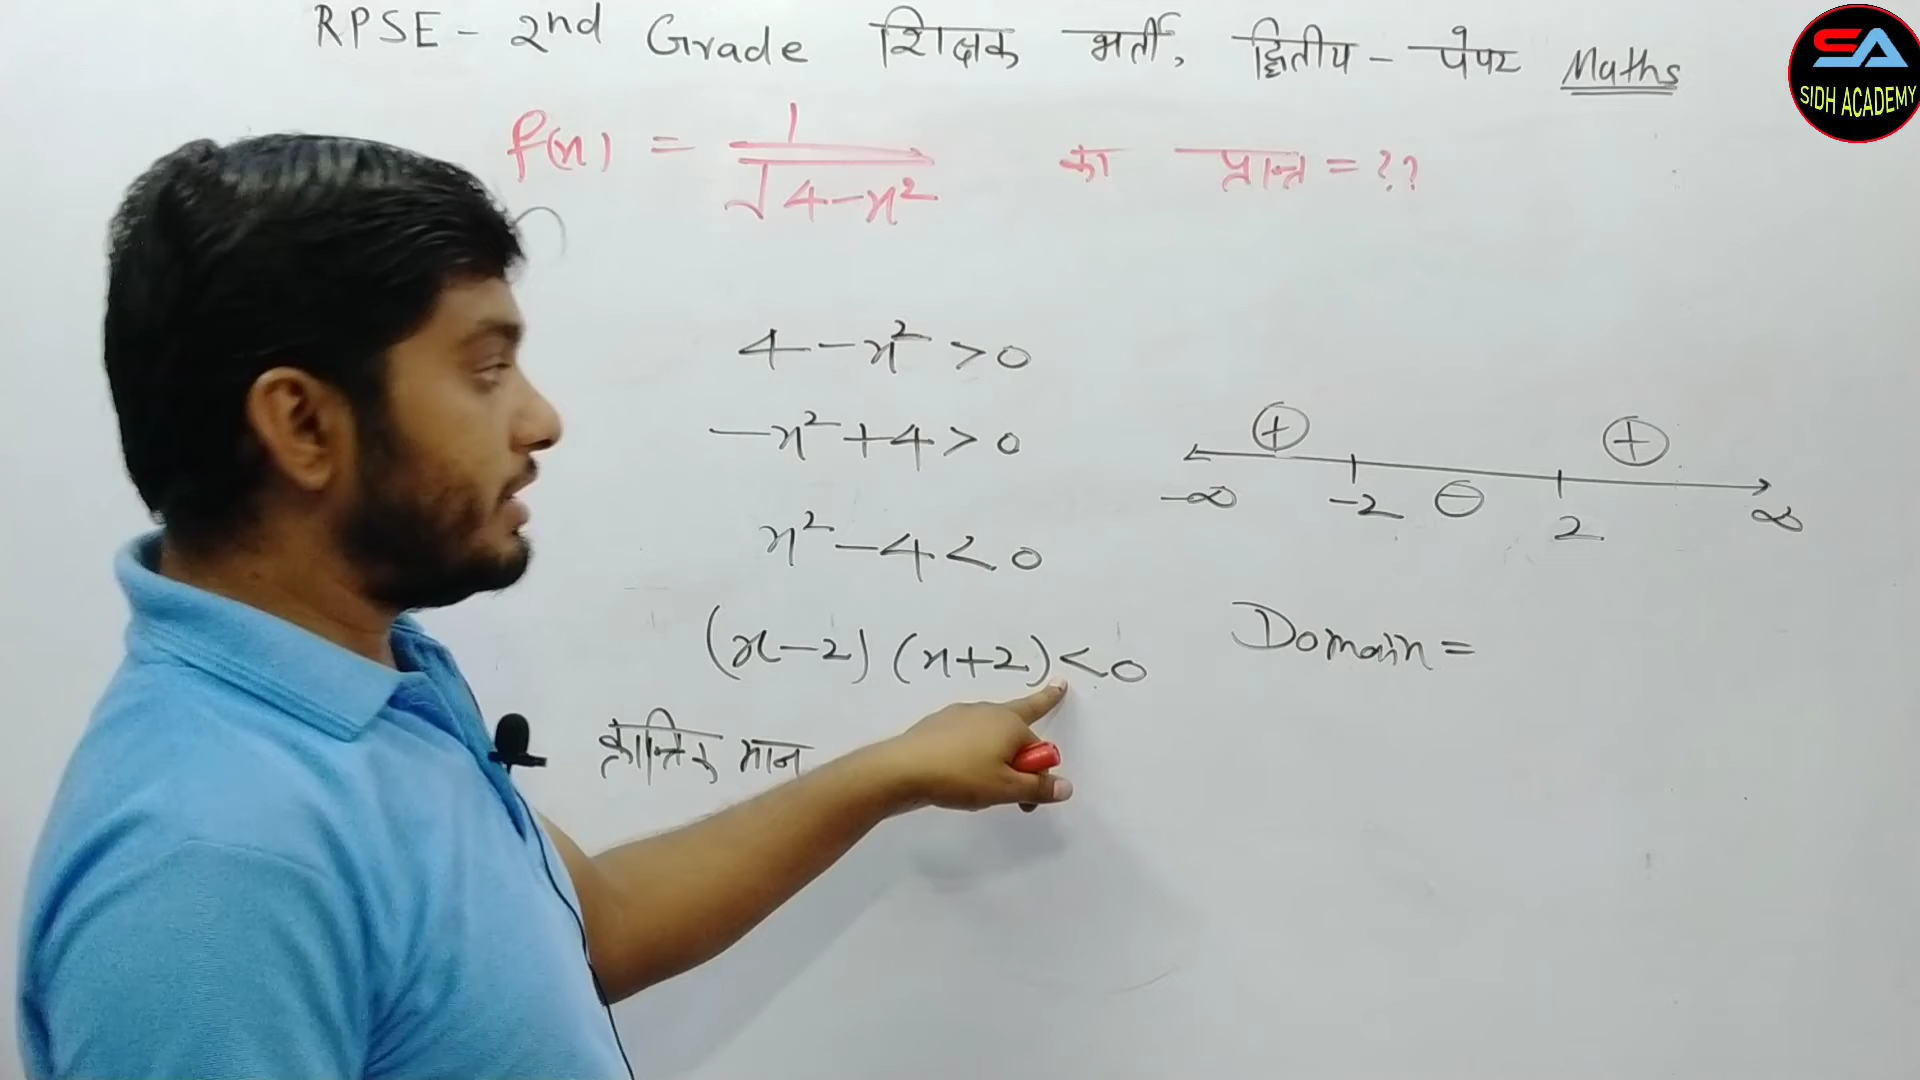 RPSE - 2nd Grade शिक्षक भर्ती, द्वितीय - पेपर Maths
SA
SIDH ACADEMY
f(x) = 1/√4-x² का प्रान्त = ??
4-x² > 0
-x²+4 > 0
x²-4 < 0
(x-2) (x+2) < 0
क्रान्तिक मान
+ +
-∞ -2 - 2 ∞
Domain =